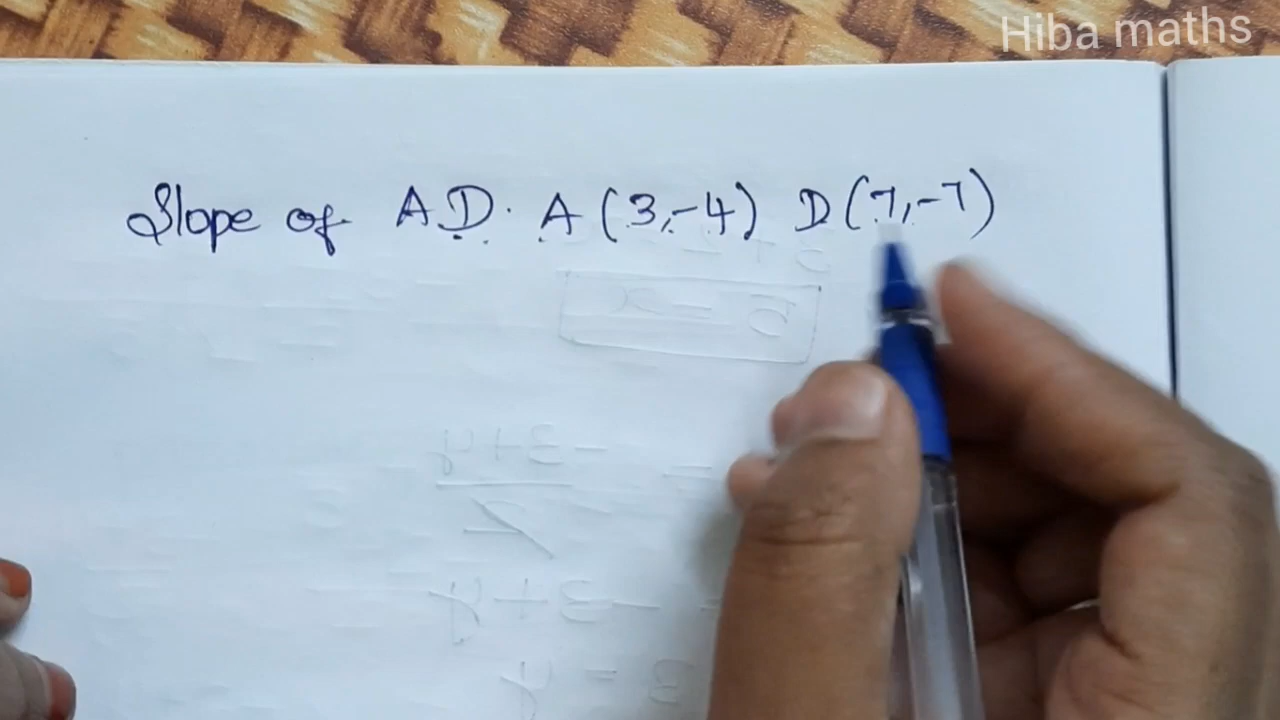 Hiba maths
Slope of AD. A (3,-4) D (7,-7)